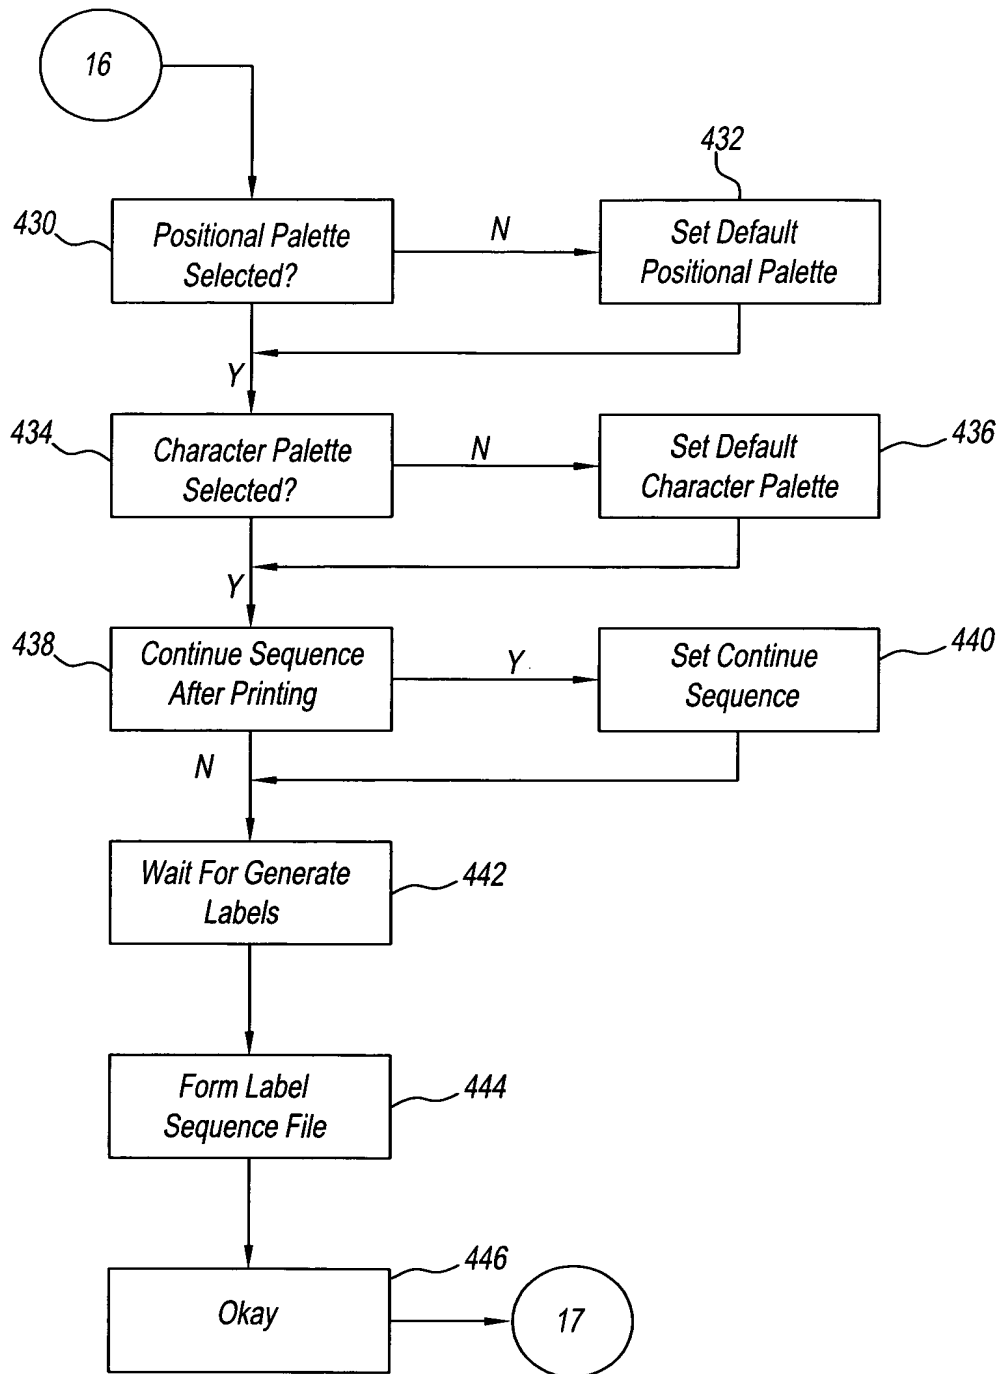 16
432
430
Positional Palette
Selected?
N
Set Default
Positional Palette
Y
434
Character Palette
Selected?
N
Set Default
Character Palette
436
Y
438
Continue Sequence
After Printing
Y
Set Continue
Sequence
440
N
Wait For Generate
Labels
442
Form Label
Sequence File
444
446
Okay
17